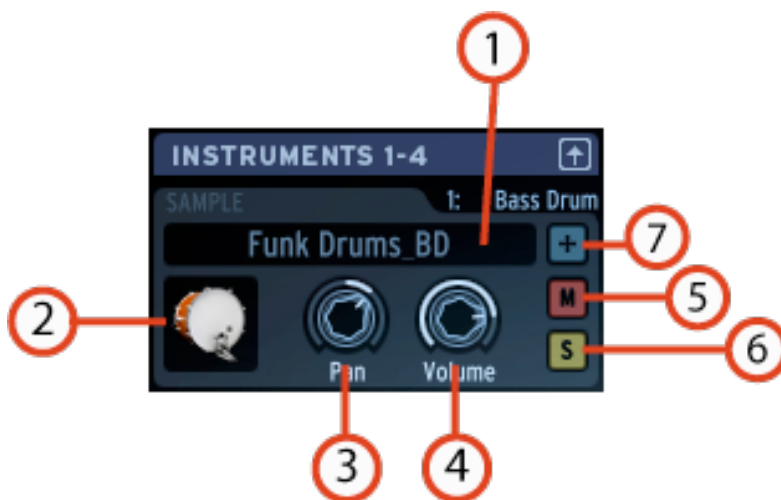 1
INSTRUMENTS 1-4
SAMPLE 1: Bass Drum
Funk Drums_BD + 7
2 M 5
S 6
Pan Volume
3 4